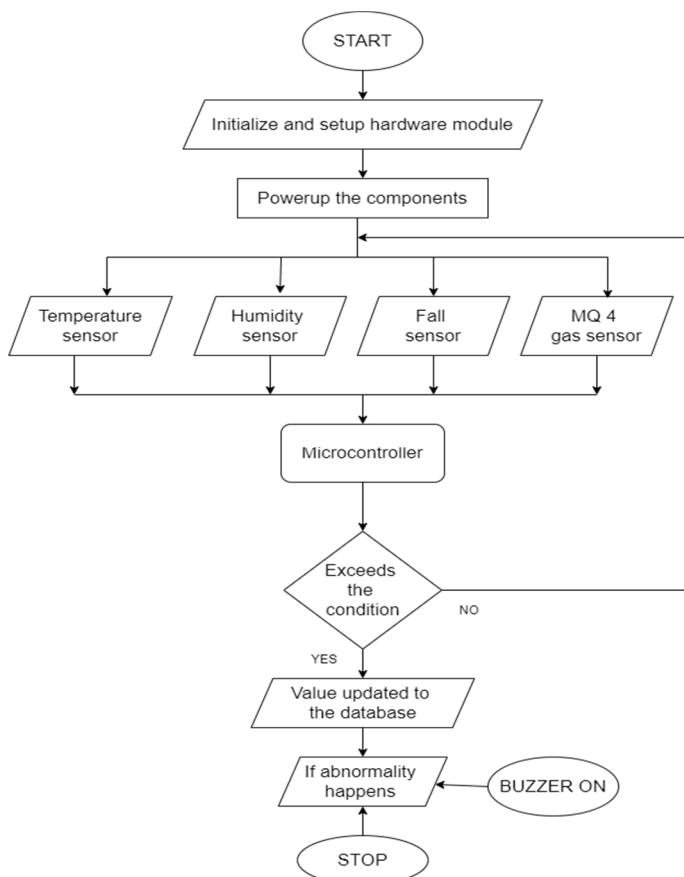 START
Initialize and setup hardware module
Powerup the components
Temperature
sensor
Humidity
sensor
Fall
sensor
MQ 4
gas sensor
Microcontroller
Exceeds
the
condition
NO
YES
Value updated to
the database
If abnormality
happens
BUZZER ON
STOP